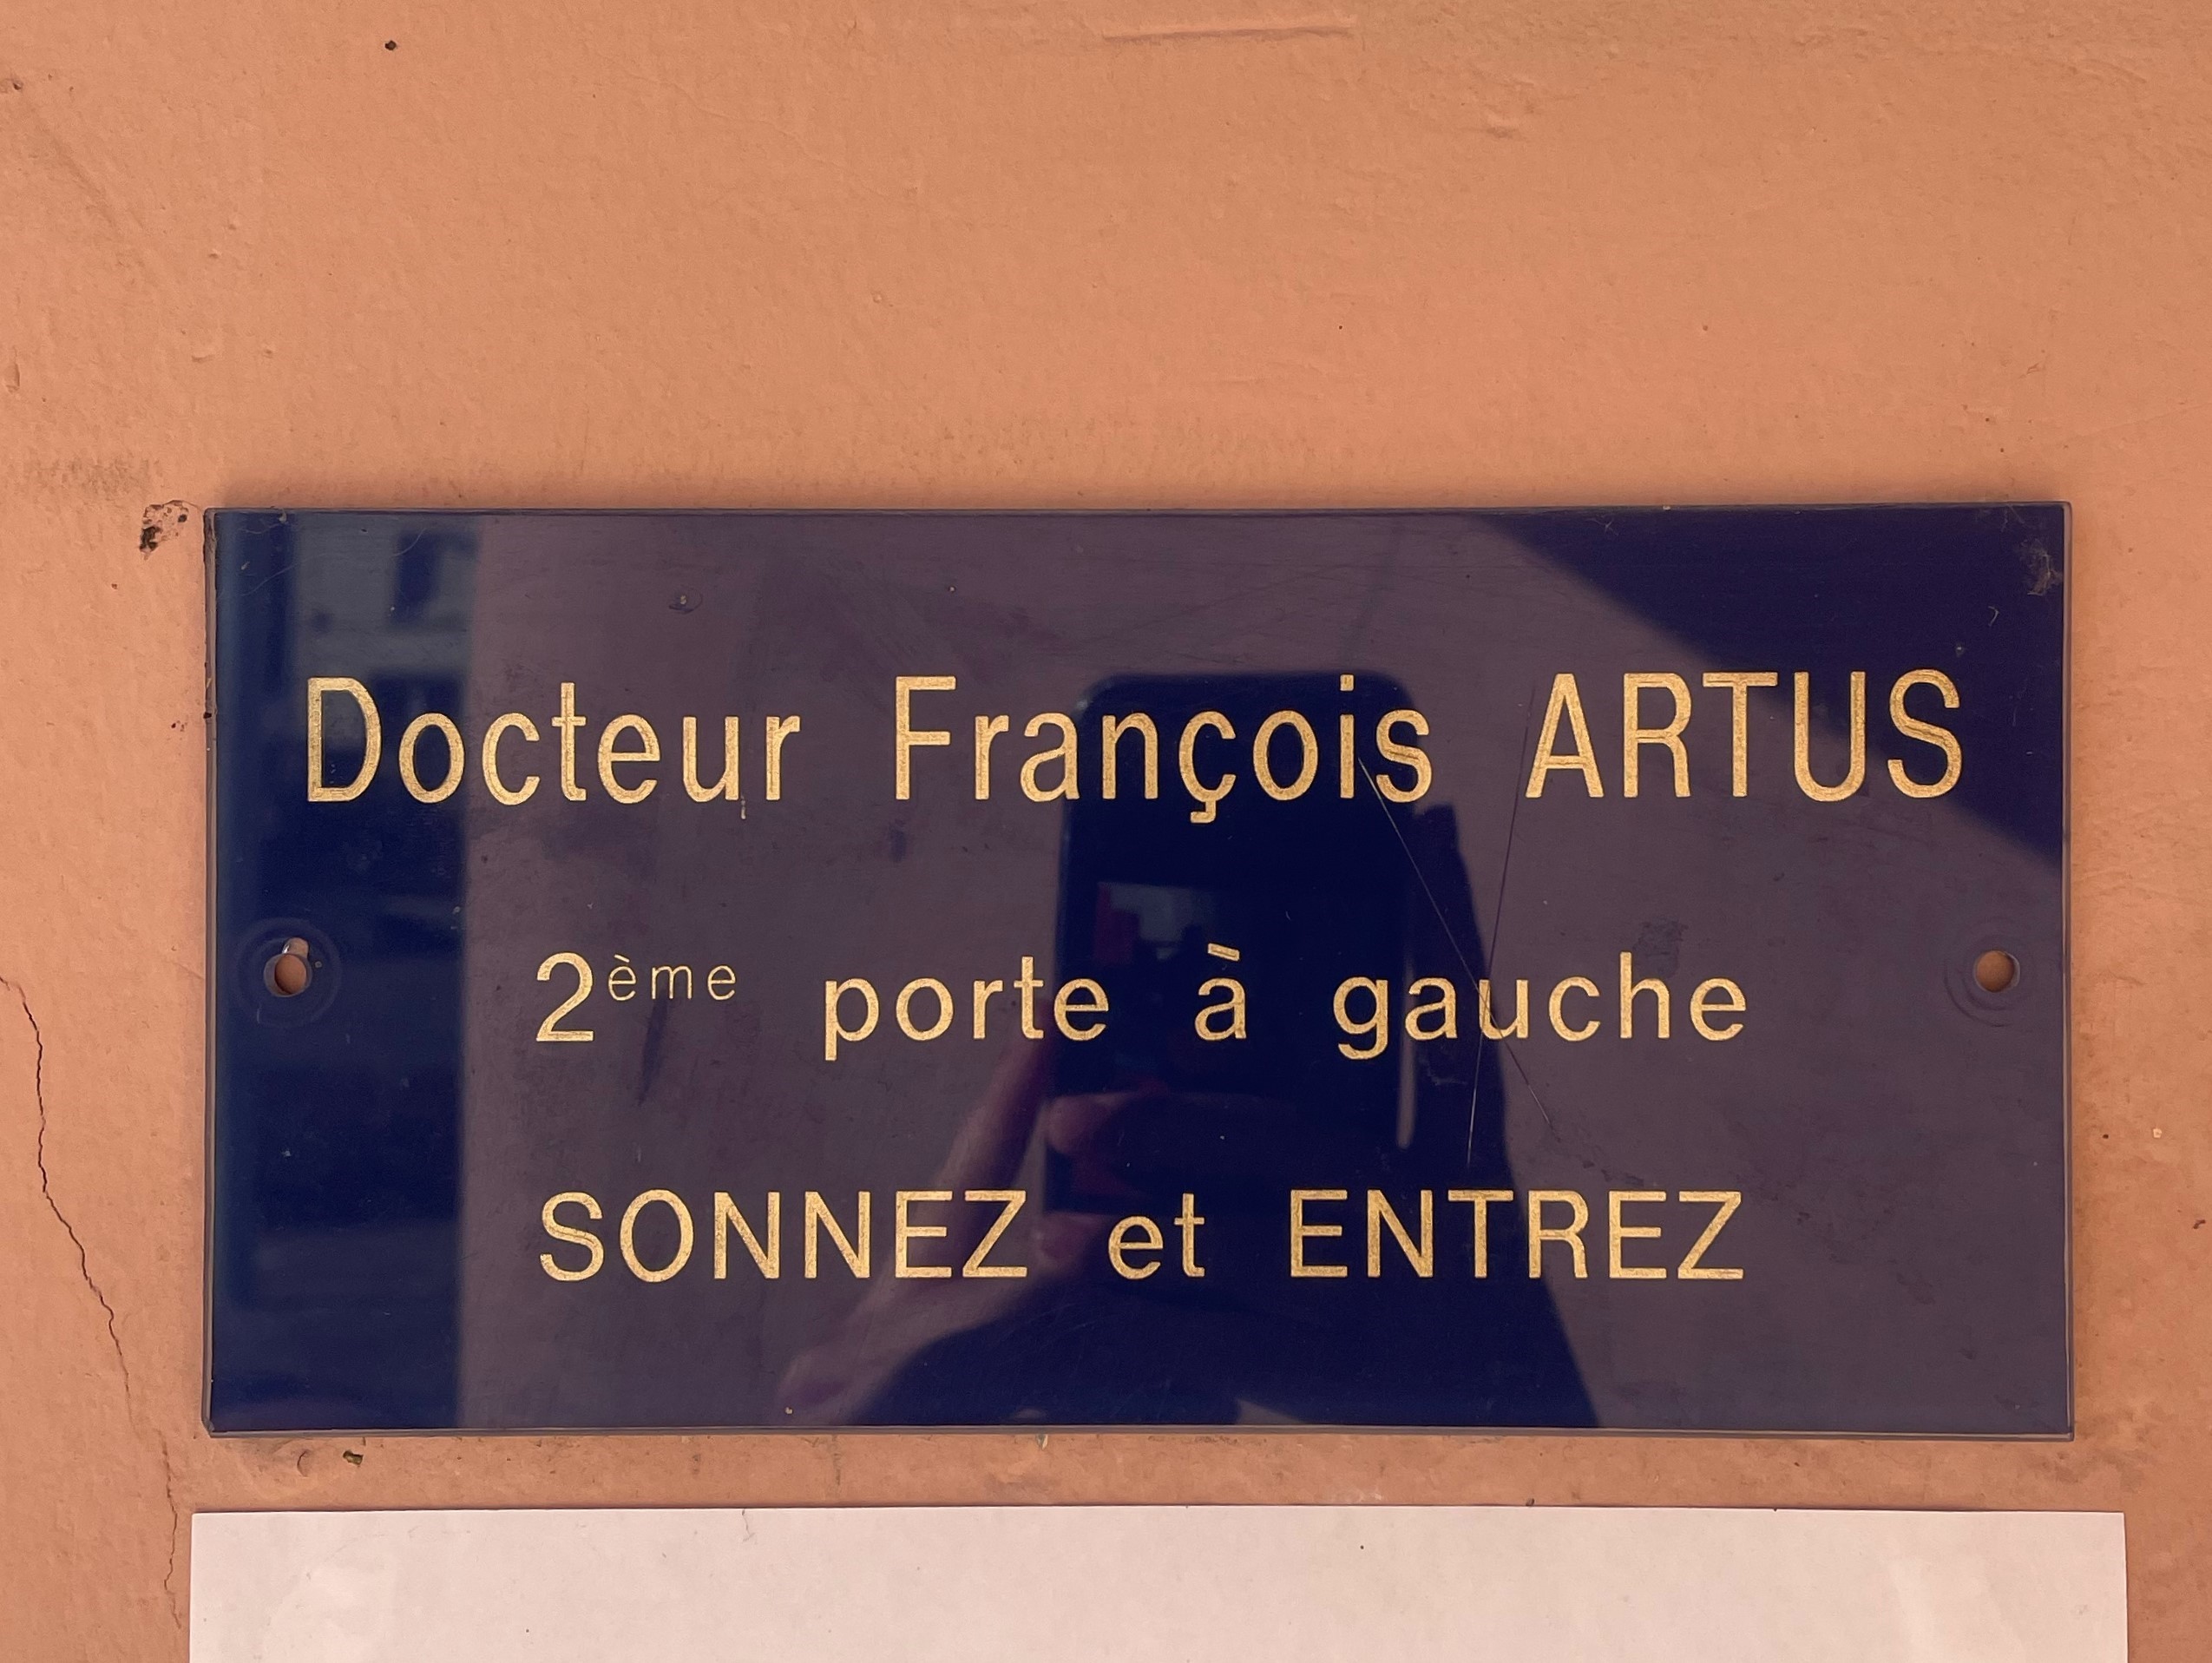 Docteur François ARTUS
2ème porte à gauche
SONNEZ et ENTREZ